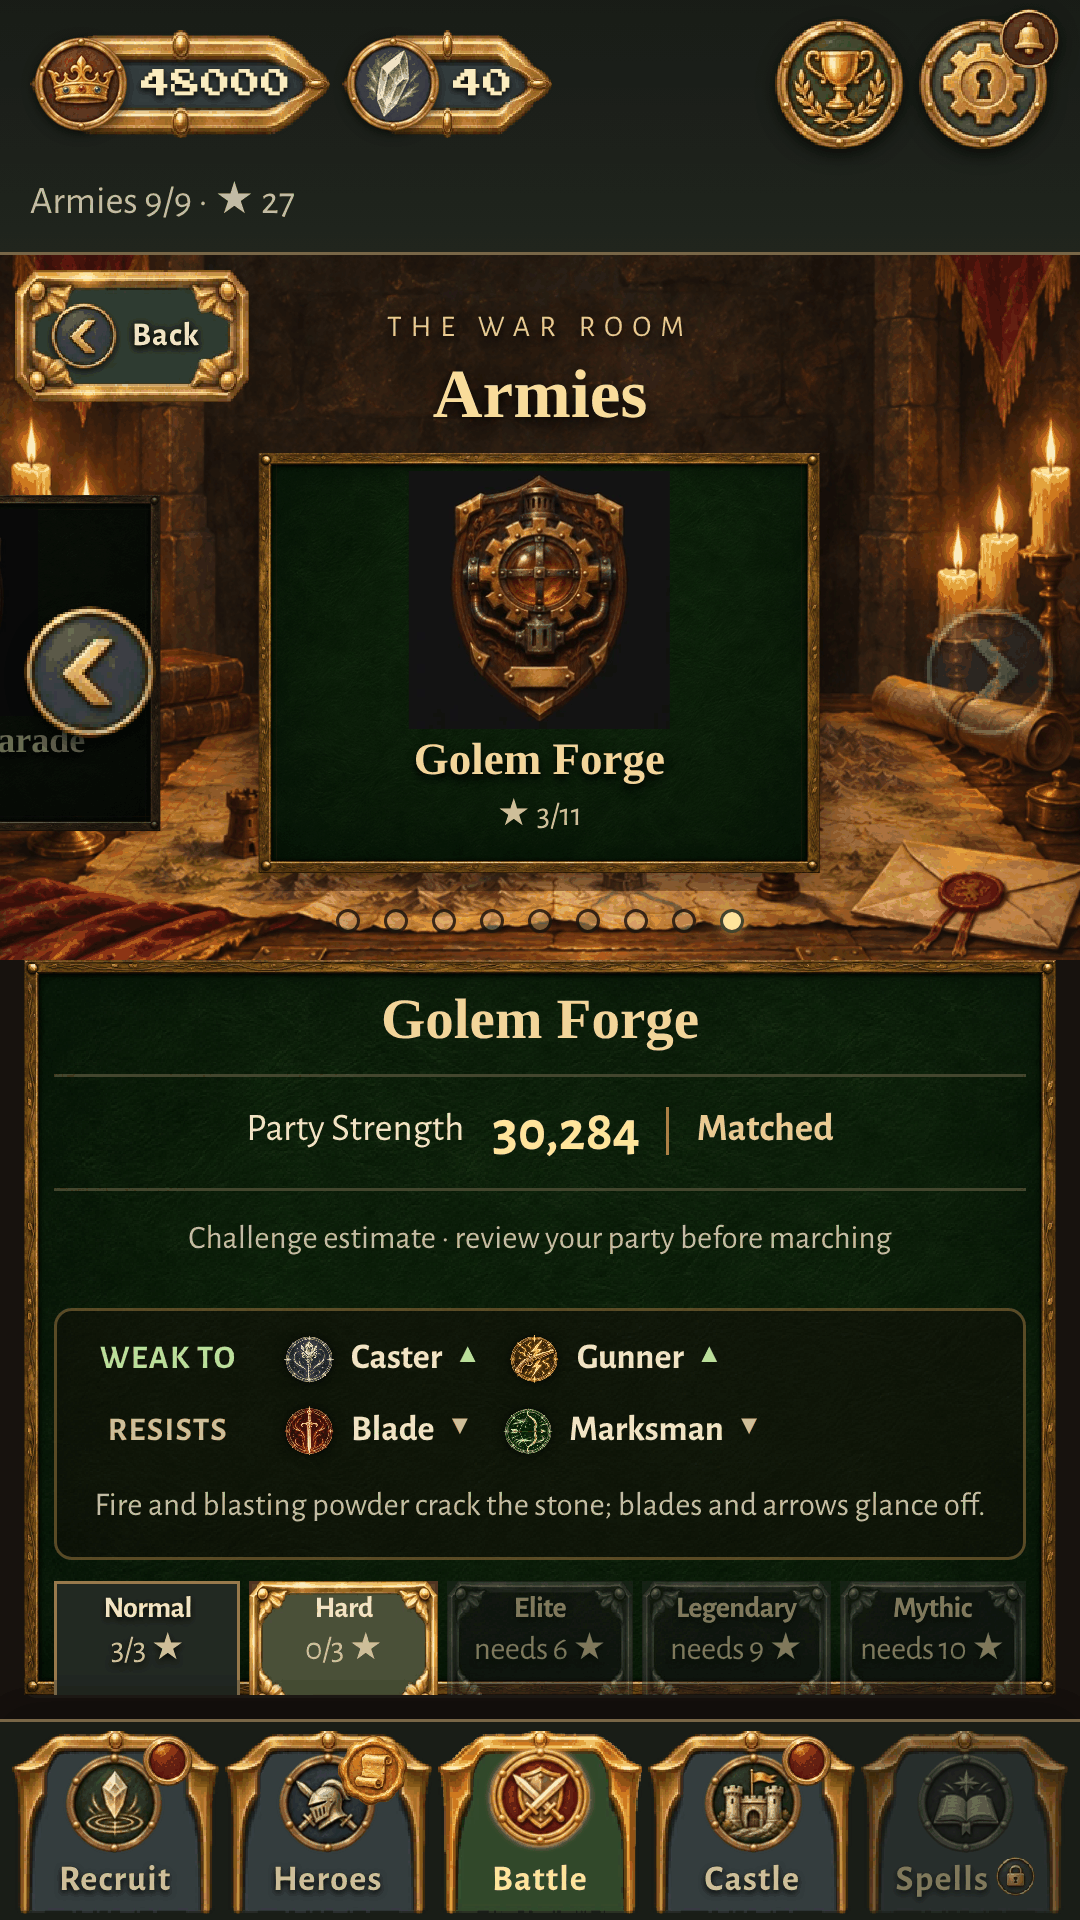 48000
40
Armies 9/9 · ★ 27
Back
THE WAR ROOM
Armies
arade
Golem Forge
★ 3/11
Golem Forge
Party Strength 30,284 | Matched
Challenge estimate · review your party before marching
WEAK TO Caster ▲ Gunner ▲
RESISTS Blade ▼ Marksman ▼
Fire and blasting powder crack the stone; blades and arrows glance off.
Normal Hard Elite Legendary Mythic
3/3 ★ 0/3 ★ needs 6 ★ needs 9 ★ needs 10 ★
Recruit Heroes Battle Castle Spells